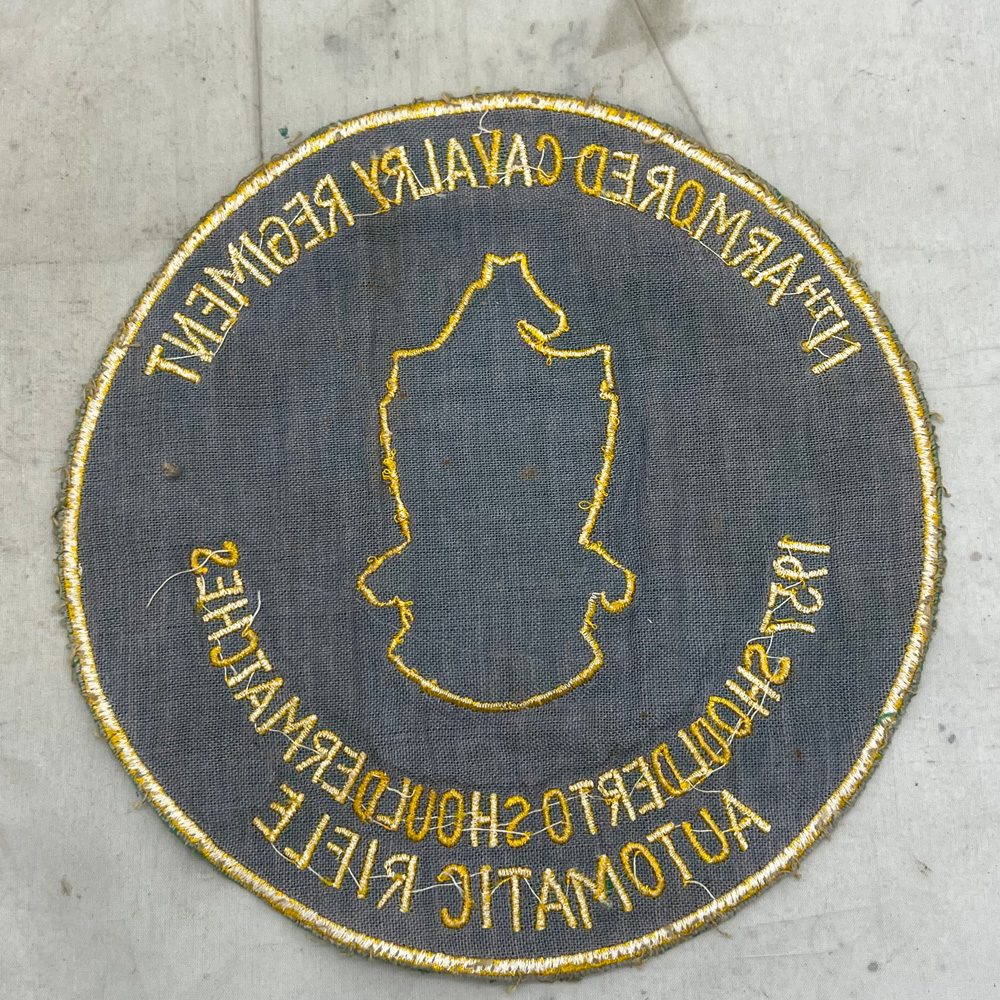 11TH ARMORED CAVALRY REGIMENT
1957 SHOULDER TO SHOULDER MATCHES
AUTOMATIC RIFLE